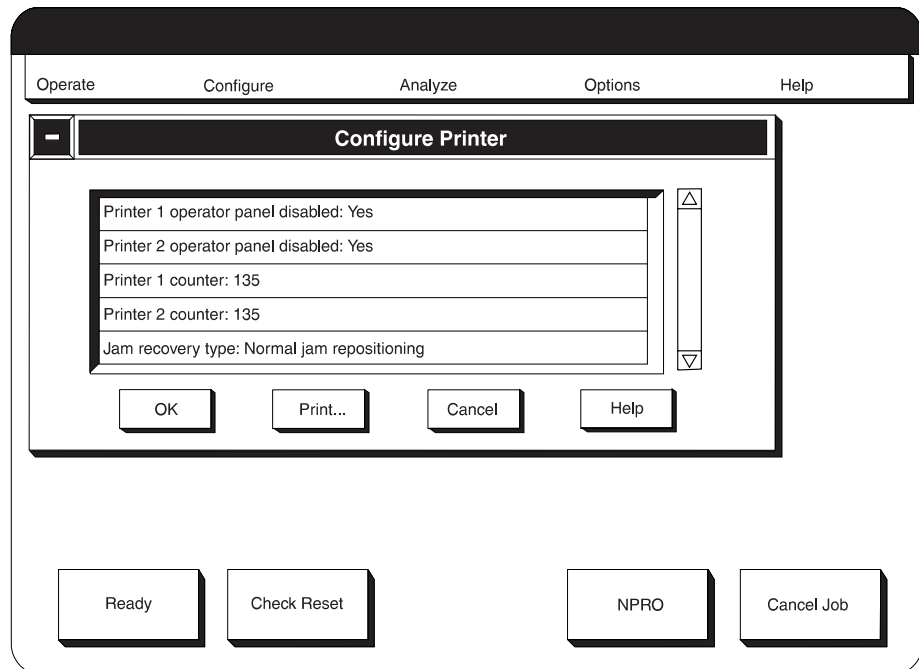 Operate Configure Analyze Options Help
Configure Printer
Printer 1 operator panel disabled: Yes
Printer 2 operator panel disabled: Yes
Printer 1 counter: 135
Printer 2 counter: 135
Jam recovery type: Normal jam repositioning
OK Print... Cancel Help
Ready Check Reset NPRO Cancel Job